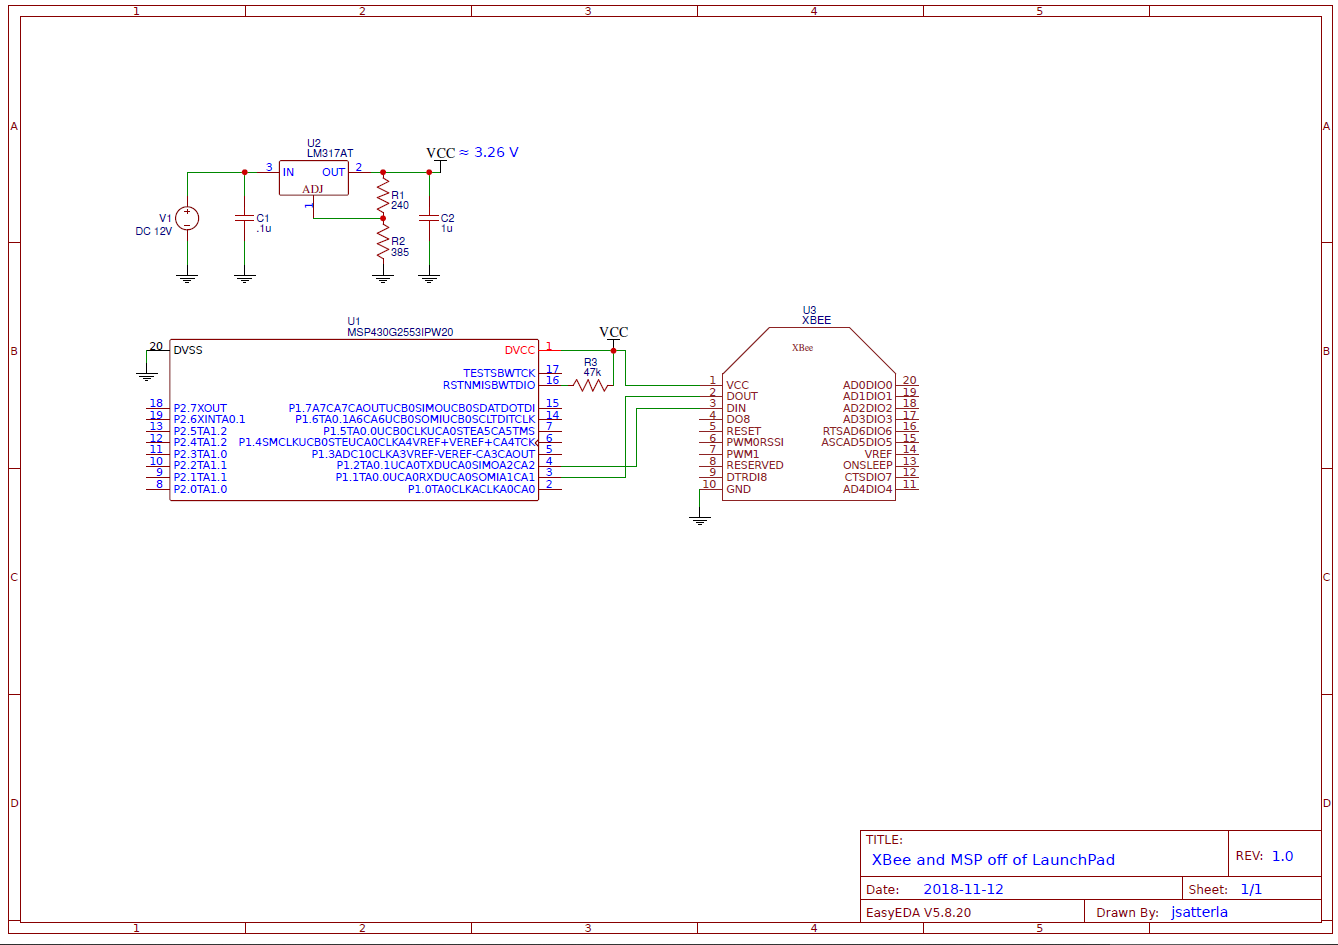 1 2 3 4 5
A A
U2
LM317AT
VCC ≈ 3.26 V
3 IN OUT 2
ADJ
1
R1
240
V1
DC 12V
+
C1
.1u
C2
1u
R2
385
B B
U1
MSP430G2553IPW20
20 DVSS
DVCC 1
VCC
TESTSBWTCK 17
RSTNMISBWTDIO 16
R3
47k
18 P2.7XOUT P1.7A7CA7CAOUTUCB0SIMOUCB0SDATDOTDI 15
19 P2.6XINTA0.1 P1.6TA0.1A6CA6UCB0SOMIUCB0SCLTDITCLK 14
13 P2.5TA1.2 P1.5TA0.0UCB0CLKUCA0STEA5CA5TMS 7
12 P2.4TA1.2 P1.4SMCLKUCB0STEUCA0CLKA4VREF+VEREF+CA4TCK 6
11 P2.3TA1.0 P1.3ADC10CLKA3VREF-VEREF-CA3CAOUT 5
10 P2.2TA1.1 P1.2TA0.1UCA0TXDUCA0SIMOA2CA2 4
9 P2.1TA1.1 P1.1TA0.0UCA0RXDUCA0SOMIA1CA1 3
8 P2.0TA1.0 P1.0TA0CLKACLKA0CA0 2
U3
XBEE
XBee
1 VCC AD0DIO0 20
2 DOUT AD1DIO1 19
3 DIN AD2DIO2 18
4 DO8 AD3DIO3 17
5 RESET RTSAD6DIO6 16
6 PWM0RSSI ASCAD5DIO5 15
7 PWM1 VREF 14
8 RESERVED ONSLEEP 13
9 DTRDI8 CTSDIO7 12
10 GND AD4DIO4 11
C C
D D
TITLE:
XBee and MSP off of LaunchPad
REV: 1.0
Date: 2018-11-12
Sheet: 1/1
EasyEDA V5.8.20
Drawn By: jsatterla
1 2 3 4 5